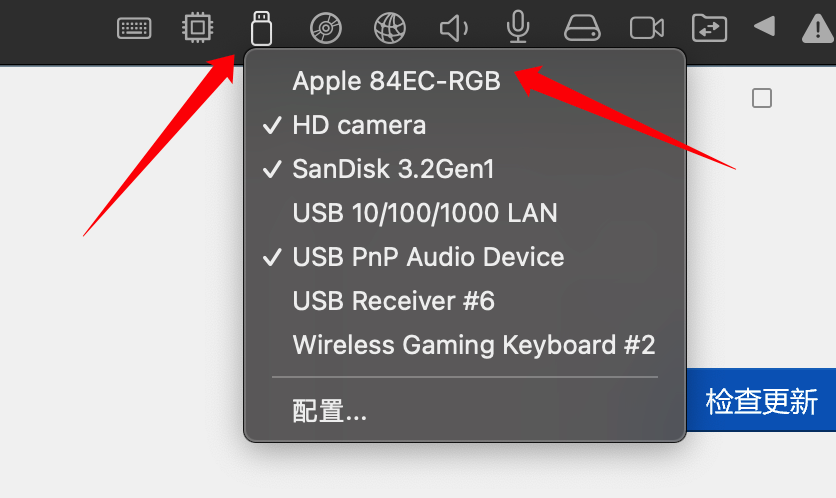 Apple 84EC-RGB
HD camera
SanDisk 3.2Gen1
USB 10/100/1000 LAN
USB PnP Audio Device
USB Receiver #6
Wireless Gaming Keyboard #2
配置...
检查更新